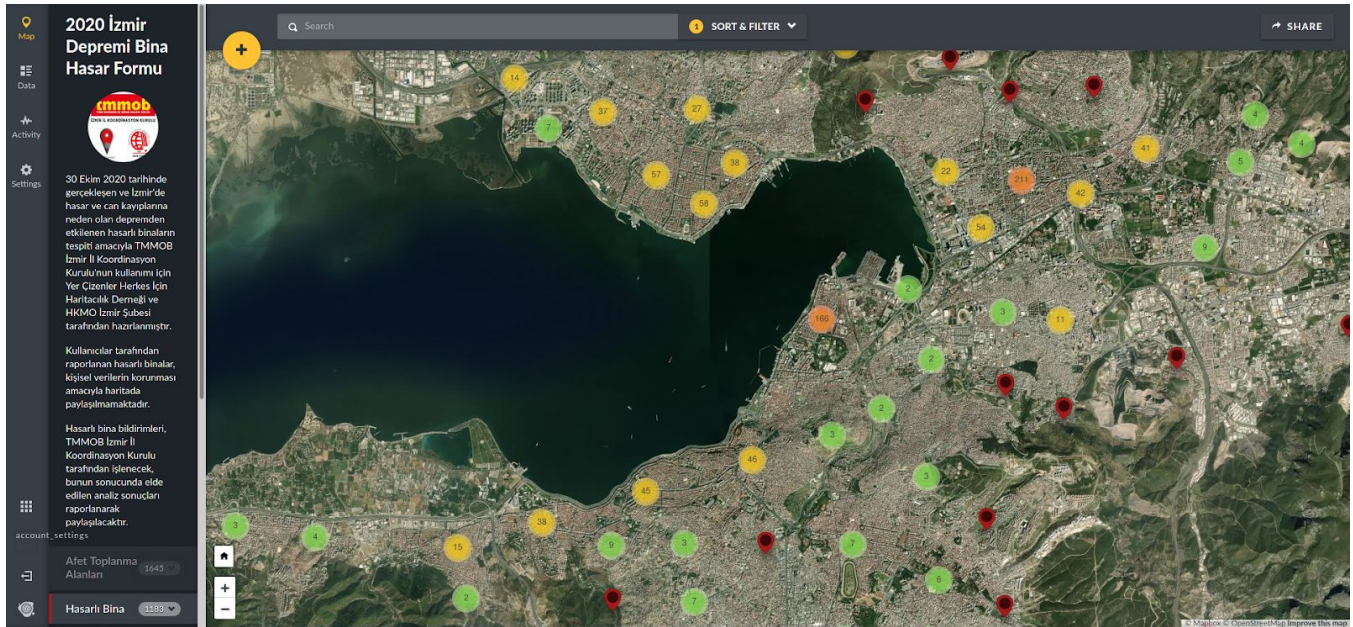 Map
Data
Activity
Settings
account_settings
2020 İzmir
Depremi Bina
Hasar Formu
tmmob
İZMİR İL KOORDİNASYON KURULU
30 Ekim 2020 tarihinde
gerçekleşen ve İzmir'de
hasar ve can kayıplarına
neden olan depremden
etkilenen hasarlı binaların
tespiti amacıyla TMMOB
İzmir İl Koordinasyon
Kurulu'nun kullanımı için
Yer Çizenler Herkes İçin
Haritacılık Derneği ve
HKMO İzmir Şubesi
tarafından hazırlanmıştır.
Kullanıcılar tarafından
raporlanan hasarlı binalar,
kişisel verilerin korunması
amacıyla haritada
paylaşılmamaktadır.
Hasarlı bina bildirimleri,
TMMOB İzmir İl
Koordinasyon Kurulu
tarafından işlenecek,
bunun sonucunda elde
edilen analiz sonuçları
raporlanarak
paylaşılacaktır.
Afet Toplanma
Alanları 1645
Hasarlı Bina 1183
+
Search
1 SORT & FILTER
SHARE
14
37
27
7
38
57
58
22
211
42
41
54
4
4
5
9
2
3
11
166
2
2
3
46
3
45
38
3
4
15
9
3
7
2
7
6
+
−
© Mapbox © OpenStreetMap Improve this map